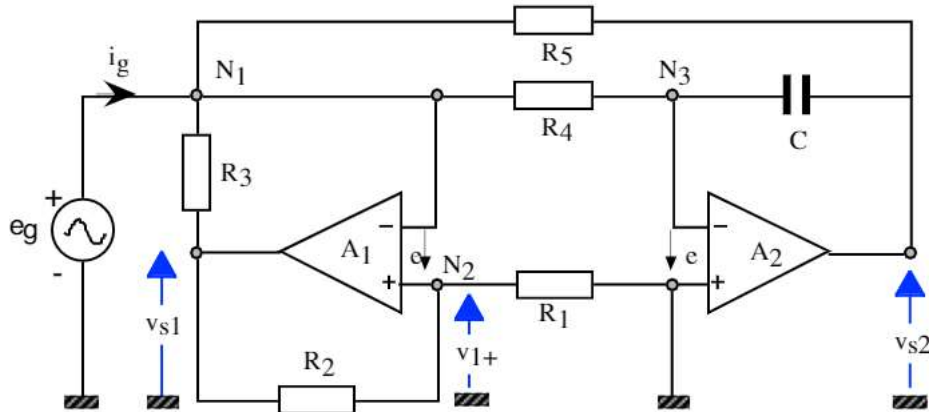 R5
ig
N1
N3
R4
C
R3
+
eg
-
-
A1
e
+
N2
-
e
A2
+
R1
vs1
v1+
vs2
R2